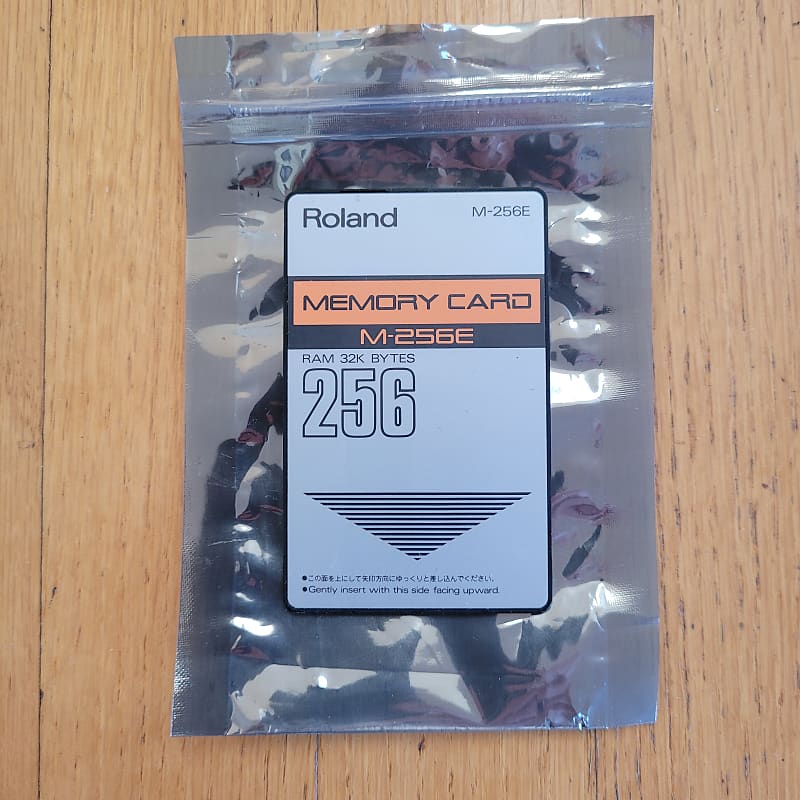 Roland
M-256E
MEMORY CARD
M-256E
RAM 32K BYTES
256
●この面を上にして矢印方向にゆっくりと差し込んでください。
●Gently insert with this side facing upward.